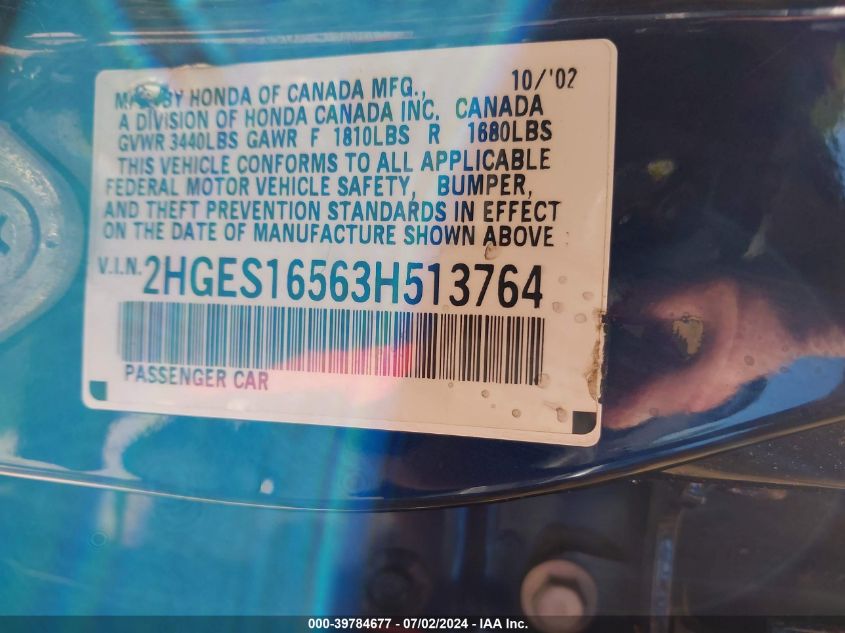 BY HONDA OF CANADA MFG., 10/'02
A DIVISION OF HONDA CANADA INC. CANADA
GVWR 3440LBS GAWR F 1810LBS R 1680LBS
THIS VEHICLE CONFORMS TO ALL APPLICABLE
FEDERAL MOTOR VEHICLE SAFETY, BUMPER,
AND THEFT PREVENTION STANDARDS IN EFFECT
ON THE DATE OF MANUFACTURE SHOWN ABOVE
V.I.N. 2HGES16563H513764
PASSENGER CAR
000-39784677 - 07/02/2024 - IAA Inc.